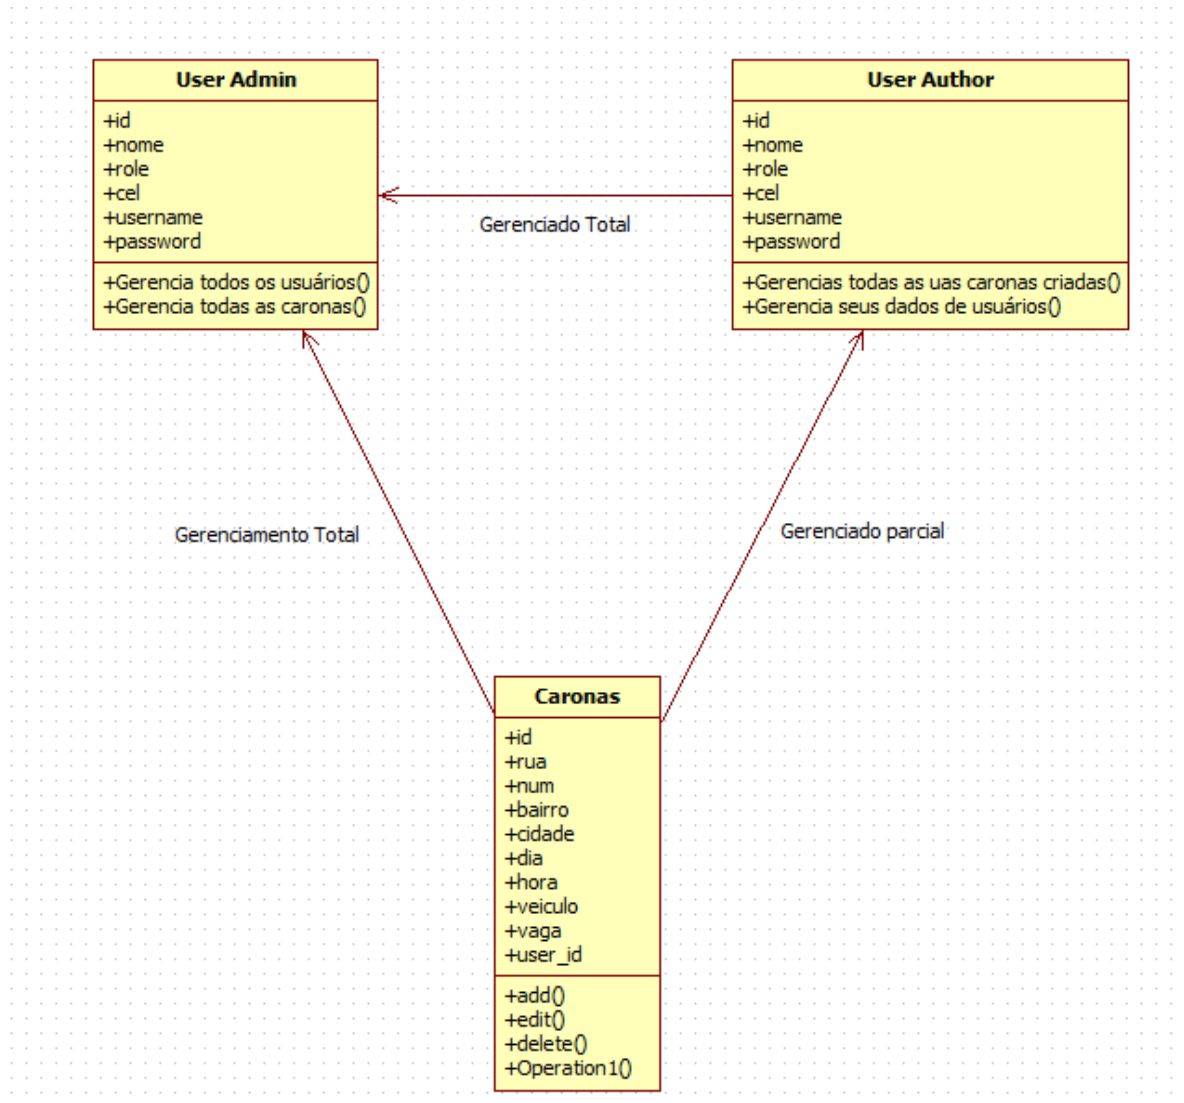 User Admin
+id
+nome
+role
+cel
+username
+password
+Gerencia todos os usuários()
+Gerencia todas as caronas()
User Author
+id
+nome
+role
+cel
+username
+password
+Gerencias todas as uas caronas criadas()
+Gerencia seus dados de usuários()
Gerenciado Total
Gerenciamento Total
Gerenciado parcial
Caronas
+id
+rua
+num
+bairro
+cidade
+dia
+hora
+veiculo
+vaga
+user_id
+add()
+edit()
+delete()
+Operation1()